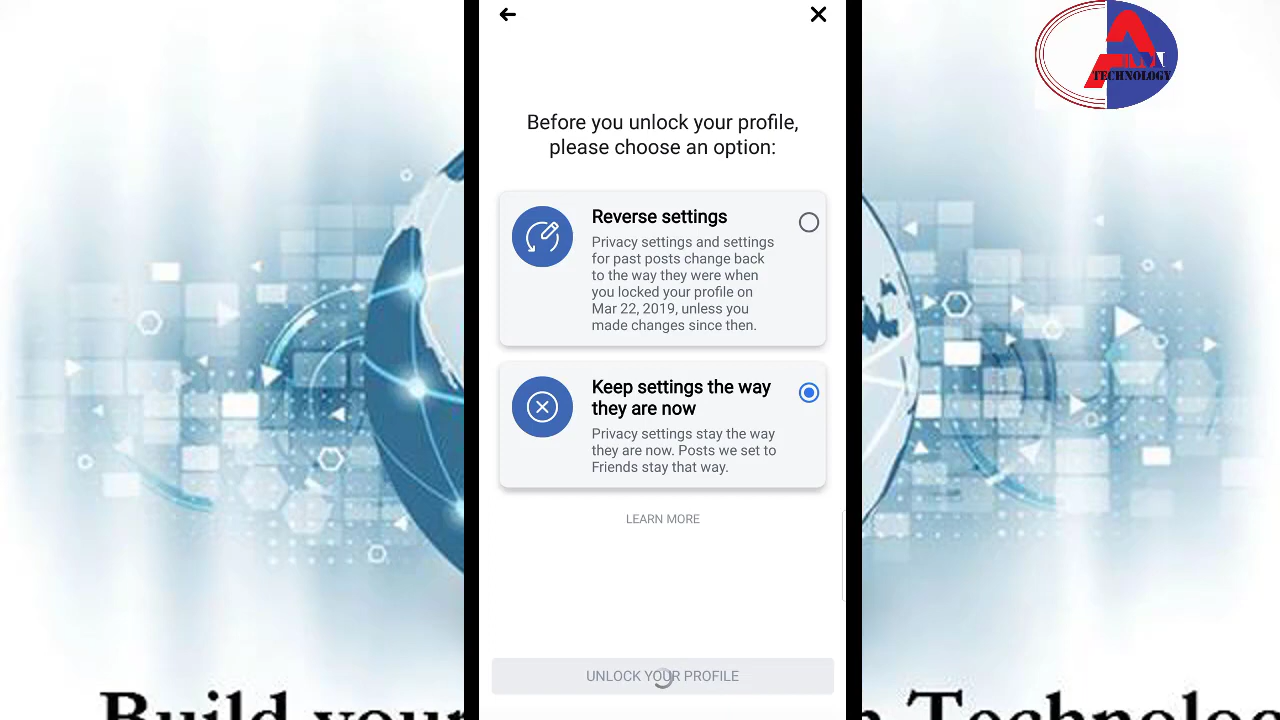 TECHNOLOGY
Before you unlock your profile,
please choose an option:
Reverse settings
Privacy settings and settings
for past posts change back
to the way they were when
you locked your profile on
Mar 22, 2019, unless you
made changes since then.
Keep settings the way
they are now
Privacy settings stay the way
they are now. Posts we set to
Friends stay that way.
LEARN MORE
UNLOCK YOUR PROFILE
Build your